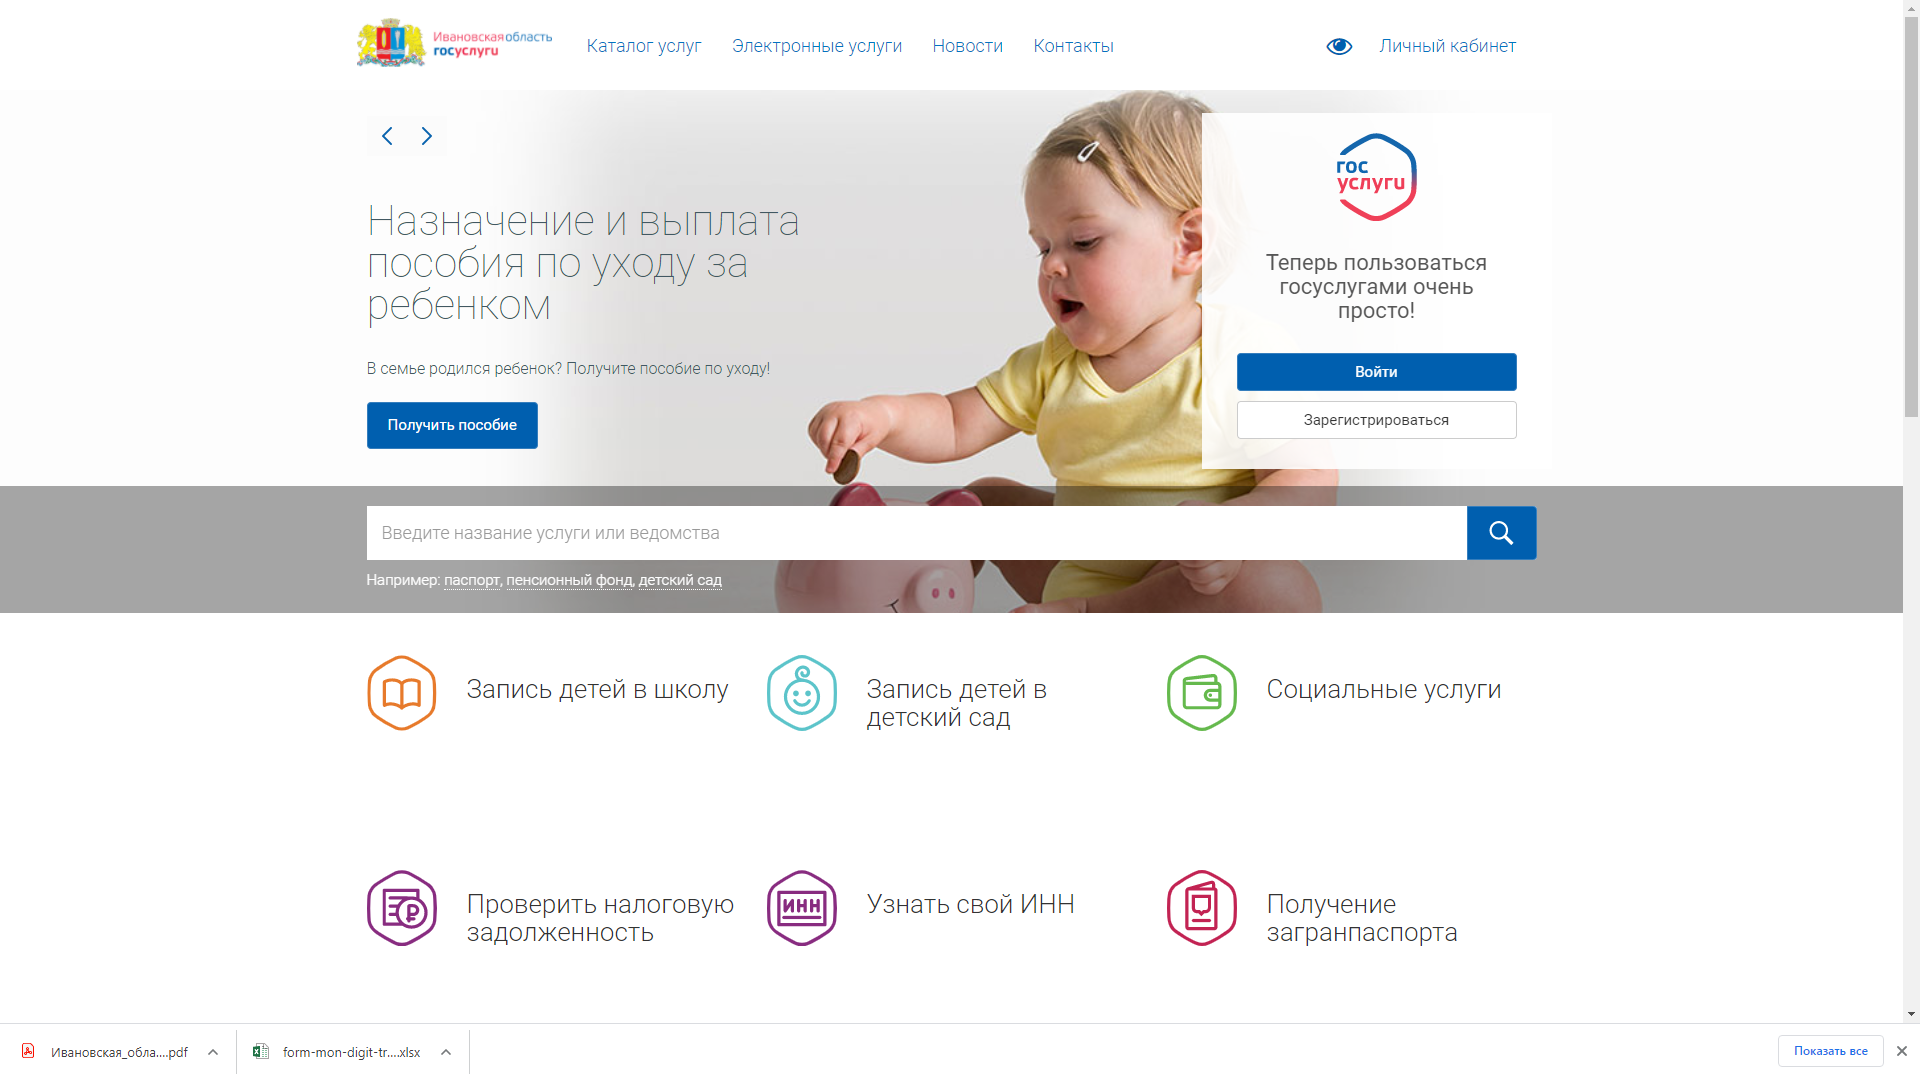 Ивановская область
госуслуги
Каталог услуг
Электронные услуги
Новости
Контакты
Личный кабинет
Назначение и выплата
пособия по уходу за
ребенком
В семье родился ребенок? Получите пособие по уходу!
Получить пособие
гос
услуги
Теперь пользоваться
госуслугами очень
просто!
Войти
Зарегистрироваться
Введите название услуги или ведомства
Например: паспорт, пенсионный фонд, детский сад
Запись детей в школу
Запись детей в
детский сад
Социальные услуги
Проверить налоговую
задолженность
ИНН
Узнать свой ИНН
Получение
загранпаспорта
Ивановская_обла....pdf
form-mon-digit-tr....xlsx
Показать все